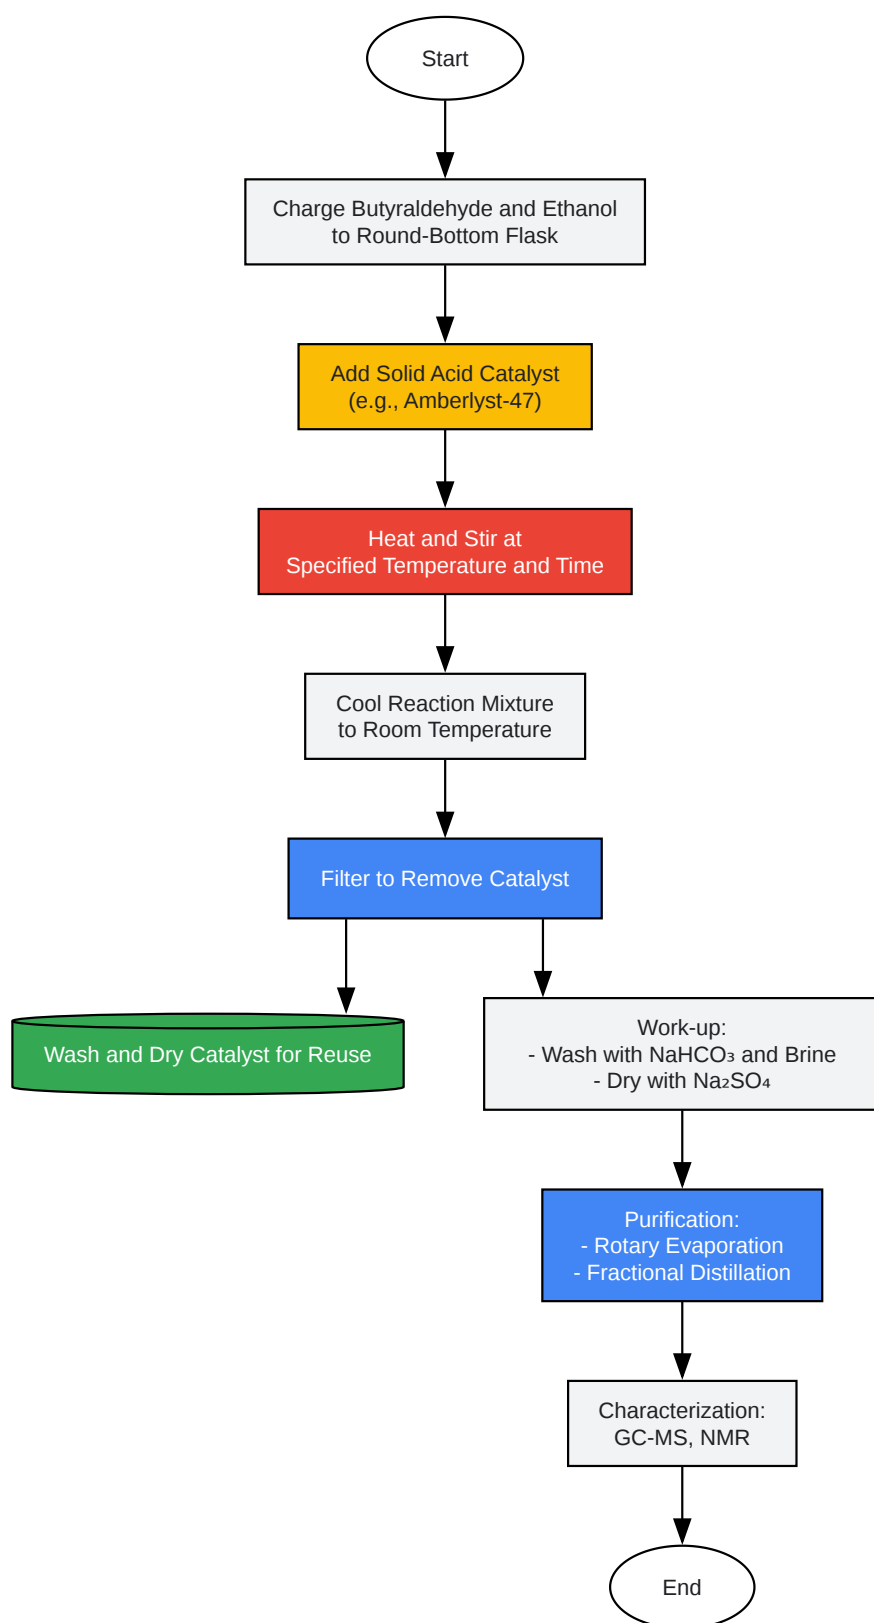 Start
Charge Butyraldehyde and Ethanol
to Round-Bottom Flask
Add Solid Acid Catalyst
(e.g., Amberlyst-47)
Heat and Stir at
Specified Temperature and Time
Cool Reaction Mixture
to Room Temperature
Filter to Remove Catalyst
Wash and Dry Catalyst for Reuse
Work-up:
- Wash with NaHCO₃ and Brine
- Dry with Na₂SO₄
Purification:
- Rotary Evaporation
- Fractional Distillation
Characterization:
GC-MS, NMR
End